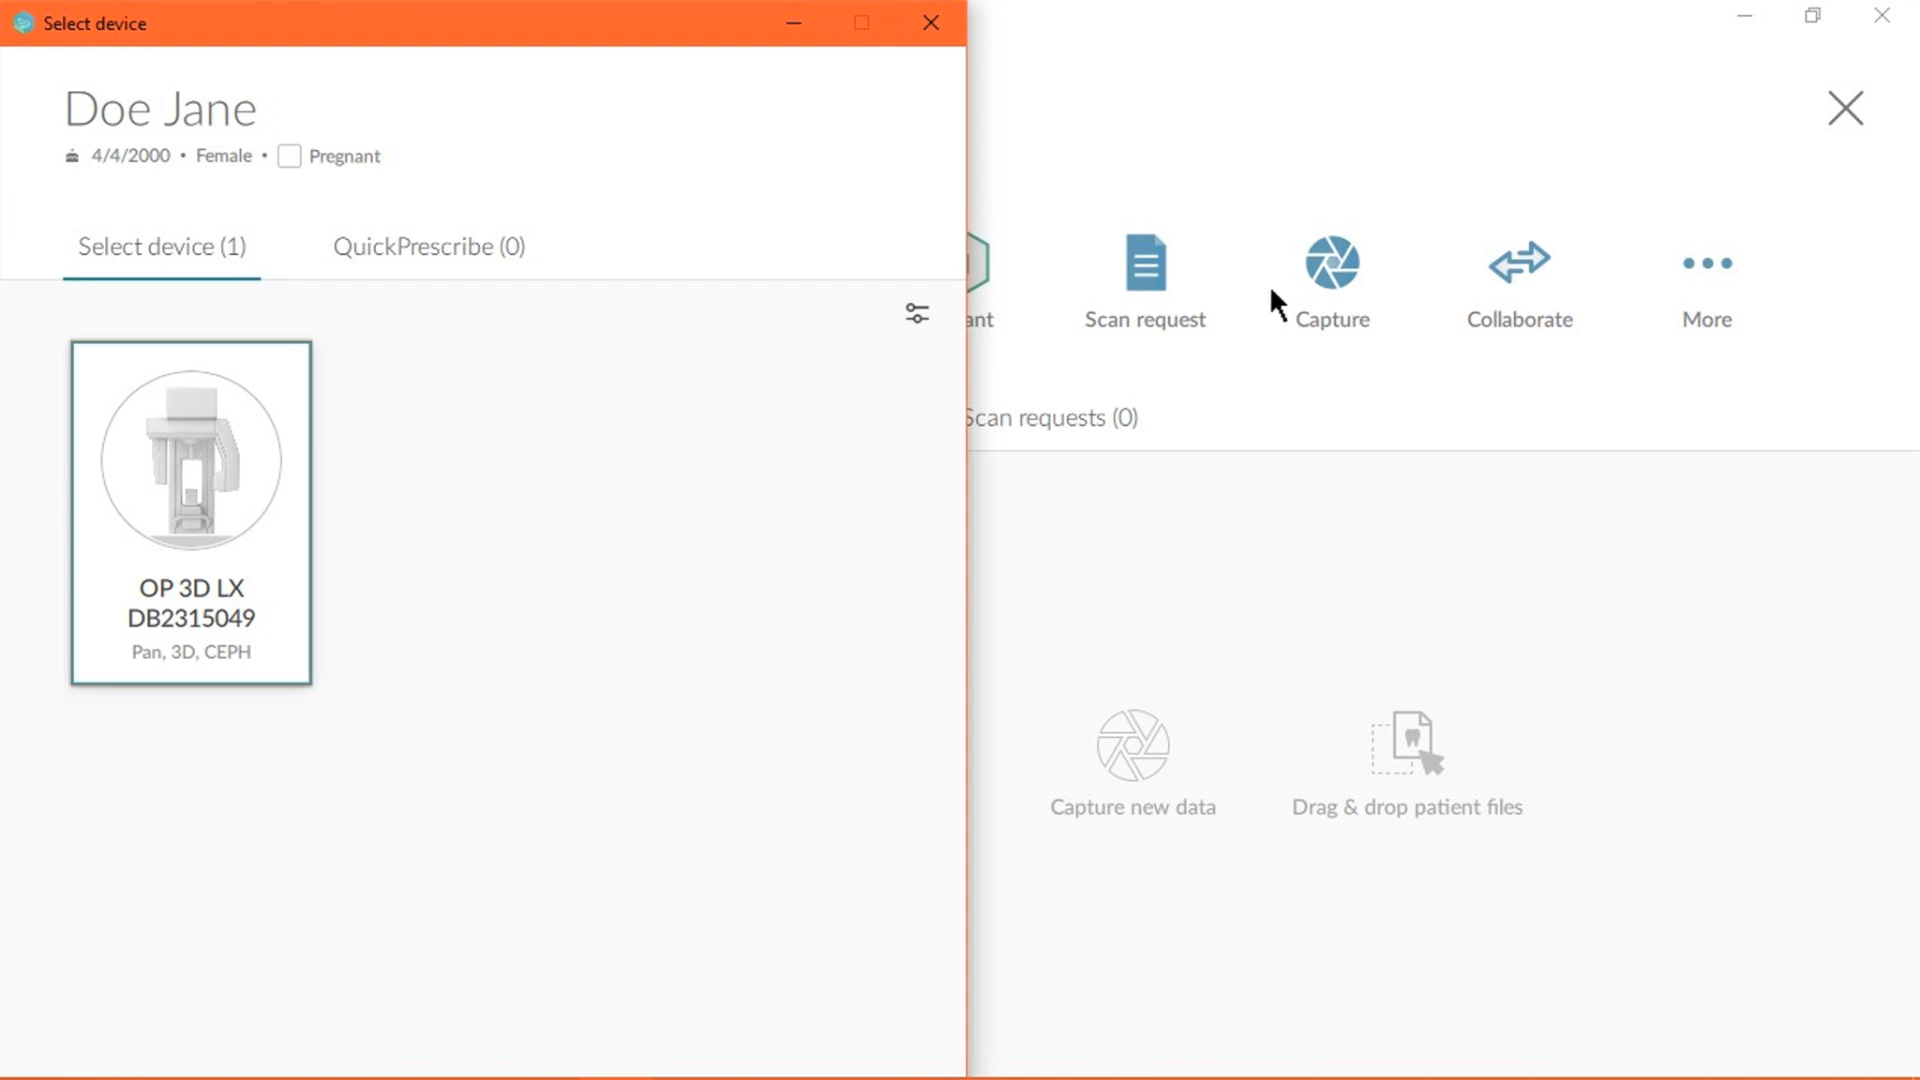 Select device
Doe Jane
4/4/2000 • Female • Pregnant
Select device (1)
QuickPrescribe (0)
ant
Scan request
Capture
Collaborate
More
Scan requests (0)
OP 3D LX
DB2315049
Pan, 3D, CEPH
Capture new data
Drag & drop patient files